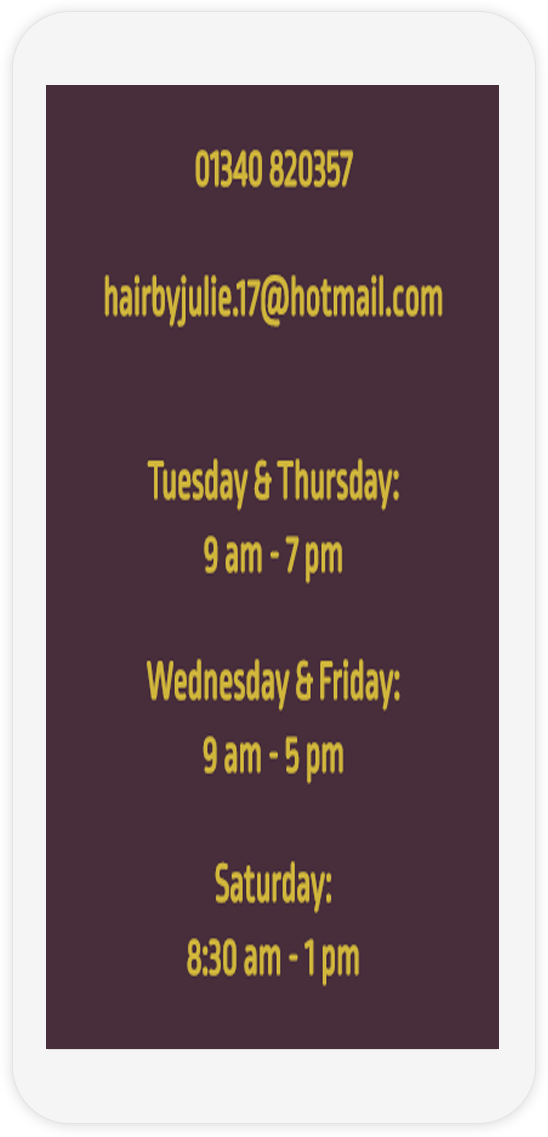 01340 820357
hairbyjulie.17@hotmail.com
Tuesday & Thursday:
9 am - 7 pm
Wednesday & Friday:
9 am - 5 pm
Saturday:
8:30 am - 1 pm